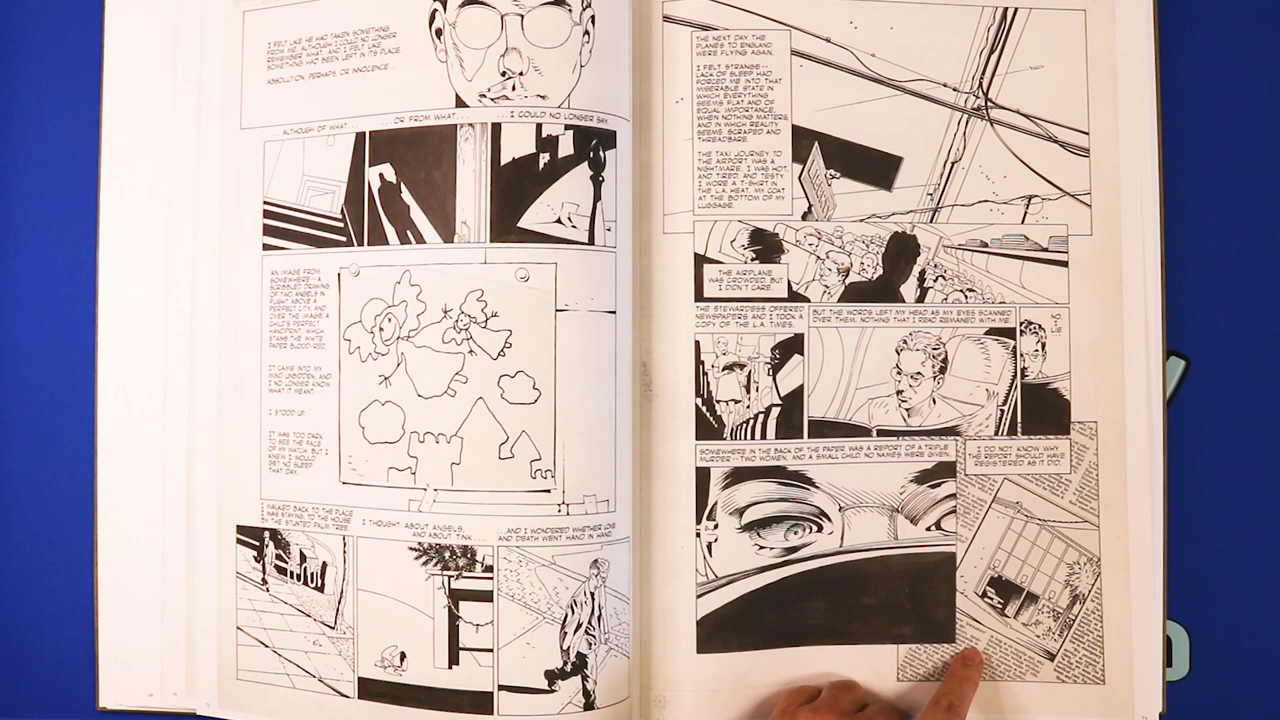 I FELT LIKE HE HAD TAKEN SOMETHING
FROM ME, ALTHOUGH I COULD NO LONGER
REMEMBER WHAT. AND I FELT LIKE
SOMETHING HAD BEEN LEFT IN ITS PLACE.
ABSOLUTION, PERHAPS, OR INNOCENCE...
...ALTHOUGH OF WHAT...
...OR FROM WHAT...
...I COULD NO LONGER SAY.
AN IMAGE FROM
SOMEWHERE--A
SCRIBBLED DRAWING,
OF TWO ANGELS IN
FLIGHT ABOVE A
PERFECT CITY; AND
OVER THE IMAGE A
CHILD'S PERFECT
HANDPRINT, WHICH
STAINS THE WHITE
PAPER BLOOD-RED.
IT CAME INTO MY
MIND UNBIDDEN, AND
I NO LONGER KNOW
WHAT IT MEANT.
I STOOD UP.
IT WAS TOO DARK
TO SEE THE FACE
OF MY WATCH, BUT I
KNEW I WOULD
GET NO SLEEP
THAT DAY.
I WALKED BACK TO THE PLACE
I WAS STAYING, TO THE HOUSE
BY THE STUNTED PALM TREE.
I THOUGHT ABOUT ANGELS,
AND ABOUT TINK...
...AND I WONDERED WHETHER LOVE
AND DEATH WENT HAND IN HAND.
THE NEXT DAY THE
PLANES TO ENGLAND
WERE FLYING AGAIN.
I FELT STRANGE--
LACK OF SLEEP HAD
FORCED ME INTO THAT
MISERABLE STATE IN
WHICH EVERYTHING
SEEMS FLAT AND OF
EQUAL IMPORTANCE;
WHEN NOTHING MATTERS,
AND IN WHICH REALITY
SEEMS SCRAPED AND
THREADBARE.
THE TAXI JOURNEY TO
THE AIRPORT WAS A
NIGHTMARE. I WAS HOT,
AND TIRED, AND TESTY.
I WORE A T-SHIRT IN
THE L.A. HEAT; MY COAT
AT THE BOTTOM OF MY
LUGGAGE.
THE AIRPLANE
WAS CROWDED, BUT
I DIDN'T CARE.
THE STEWARDESS OFFERED
NEWSPAPERS AND I TOOK A
COPY OF THE L.A. TIMES.
BUT THE WORDS LEFT MY HEAD AS MY EYES SCANNED
OVER THEM. NOTHING THAT I READ REMAINED WITH ME.
NO,
I
LIE
...
SOMEWHERE IN THE BACK OF THE PAPER WAS A REPORT OF A TRIPLE
MURDER--TWO WOMEN, AND A SMALL CHILD. NO NAMES WERE GIVEN.
I DO NOT KNOW WHY
THE REPORT SHOULD HAVE
REGISTERED AS IT DID.